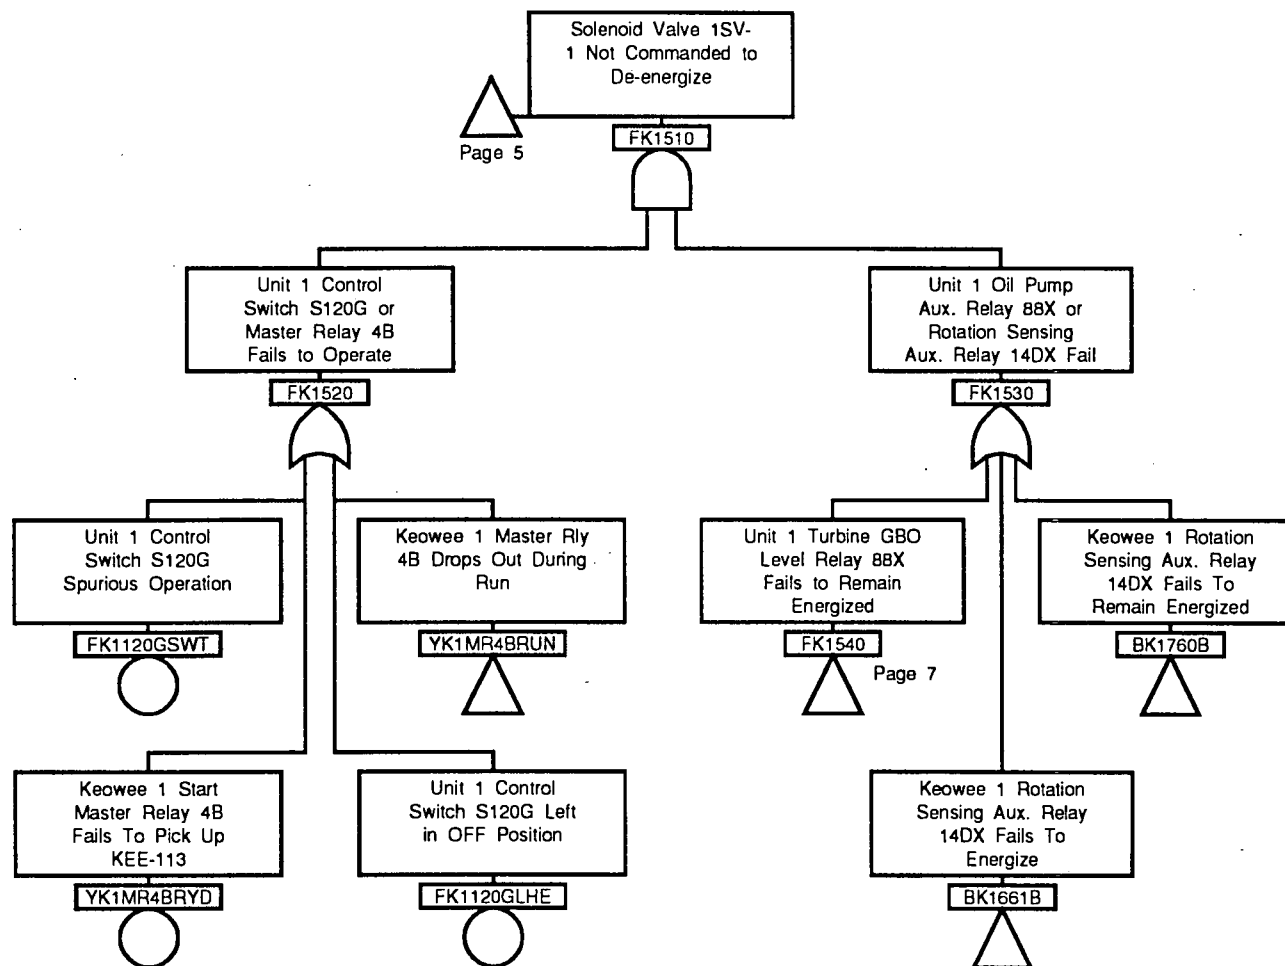 Solenoid Valve 1SV-
1 Not Commanded to
De-energize
Page 5
FK1510
Unit 1 Control
Switch S120G or
Master Relay 4B
Fails to Operate
FK1520
Unit 1 Oil Pump
Aux. Relay 88X or
Rotation Sensing
Aux. Relay 14DX Fail
FK1530
Unit 1 Control
Switch S120G
Spurious Operation
FK1120GSWT
Keowee 1 Master Rly
4B Drops Out During
Run
YK1MR4BRUN
Unit 1 Turbine GBO
Level Relay 88X
Fails to Remain
Energized
FK1540
Page 7
Keowee 1 Rotation
Sensing Aux. Relay
14DX Fails To
Remain Energized
BK1760B
Keowee 1 Start
Master Relay 4B
Fails To Pick Up
KEE-113
YK1MR4BRYD
Unit 1 Control
Switch S120G Left
in OFF Position
FK1120GLHE
Keowee 1 Rotation
Sensing Aux. Relay
14DX Fails To
Energize
BK1661B